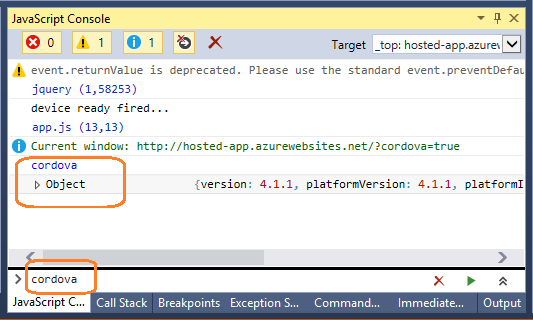 JavaScript Console
0 1 1 Target _top: hosted-app.azurew
event.returnValue is deprecated. Please use the standard event.preventDefa
jquery (1,58253)
device ready fired...
app.js (13,13)
Current window: http://hosted-app.azurewebsites.net/?cordova=true
cordova
Object {version: 4.1.1, platformVersion: 4.1.1, platformI
cordova
JavaScript C... Call Stack Breakpoints Exception S... Command... Immediate... Output